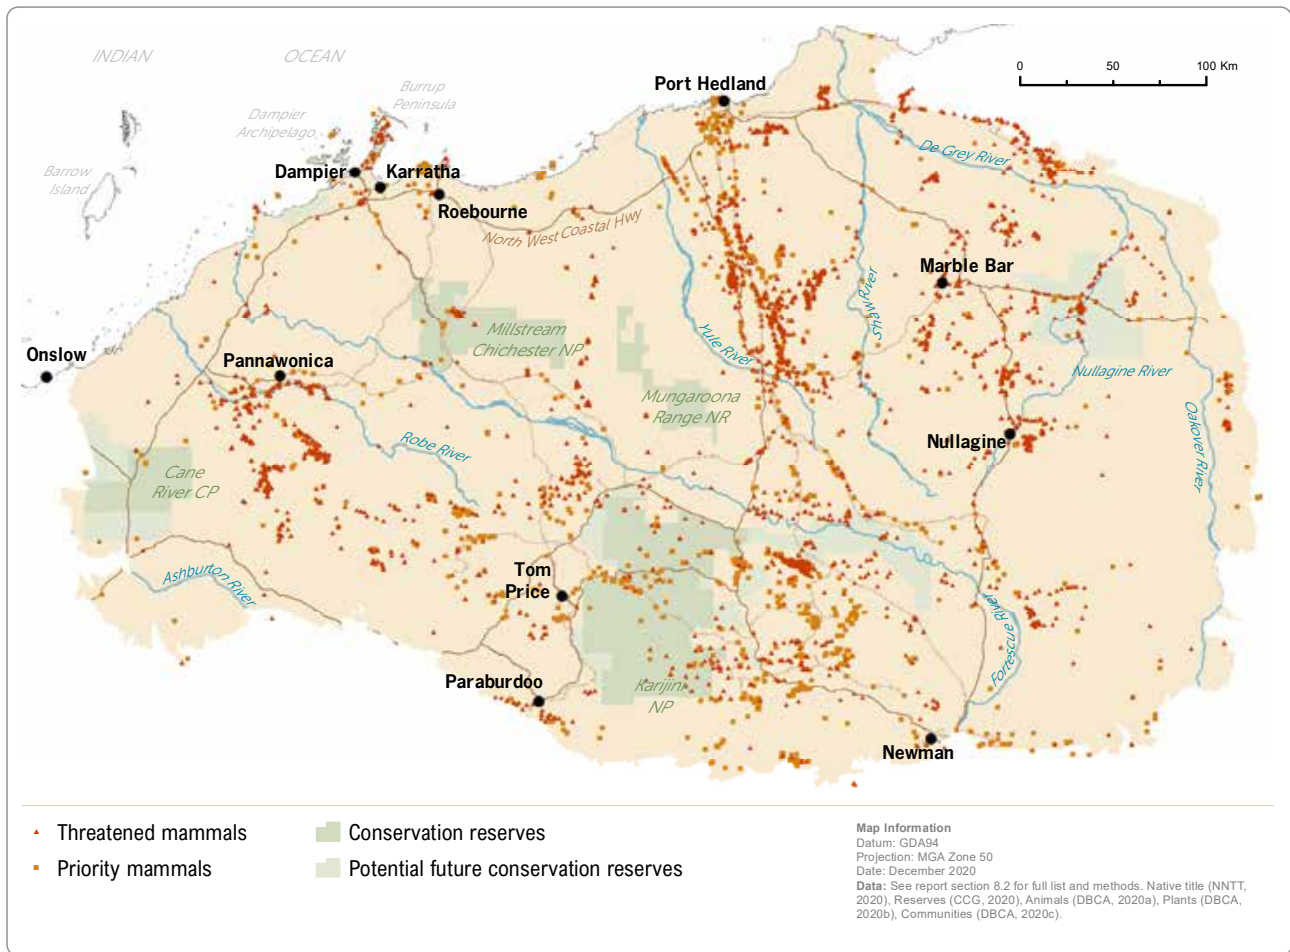 INDIAN
OCEAN
0
50
100 Km
Burrup
Peninsula
Port Hedland
Dampier
Archipelago
De Grey River
Barrow
Island
Dampier
Karratha
Roebourne
North West Coastal Hwy
Marble Bar
Shaw River
Millstream
Chichester NP
Yule River
Onslow
Pannawonica
Nullagine River
Mungaroona
Range NR
Oakover River
Robe River
Nullagine
Cane
River CP
Ashburton River
Tom
Price
Fortescue River
Paraburdoo
Karijini
NP
Newman
Threatened mammals
Priority mammals
Conservation reserves
Potential future conservation reserves
Map Information
Datum: GDA94
Projection: MGA Zone 50
Date: December 2020
Data: See report section 8.2 for full list and methods. Native title (NNTT,
2020), Reserves (CCG, 2020), Animals (DBCA, 2020a), Plants (DBCA,
2020b), Communities (DBCA, 2020c).